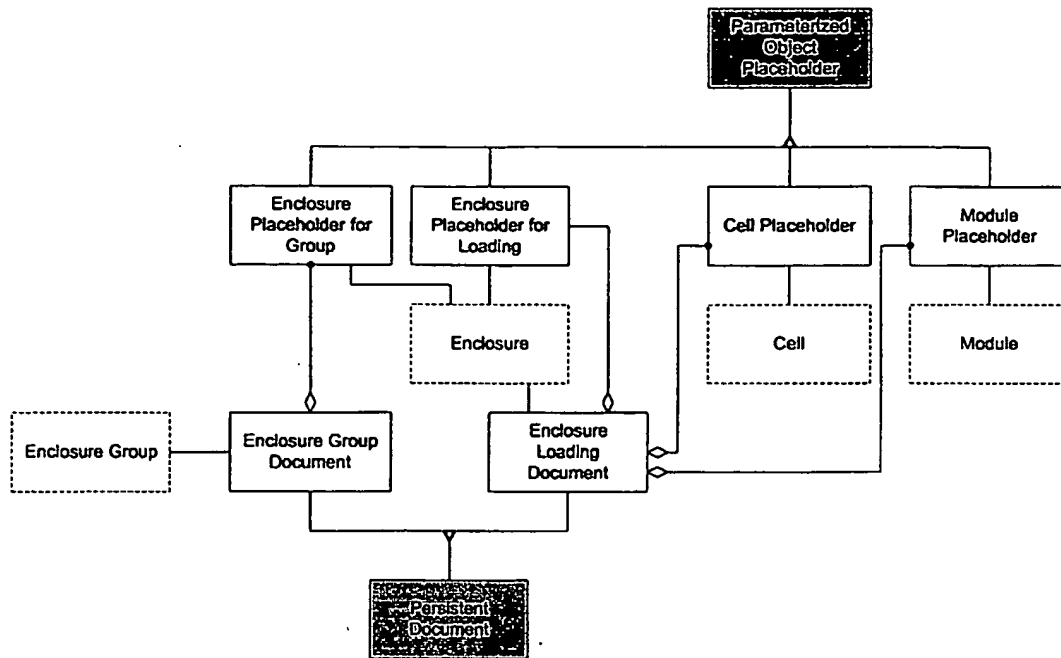 Parameterized
Object
Placeholder
Enclosure
Placeholder for
Group
Enclosure
Placeholder for
Loading
Cell Placeholder
Module
Placeholder
Enclosure
Cell
Module
Enclosure Group
Enclosure Group
Document
Enclosure
Loading
Document
Persistent
Document